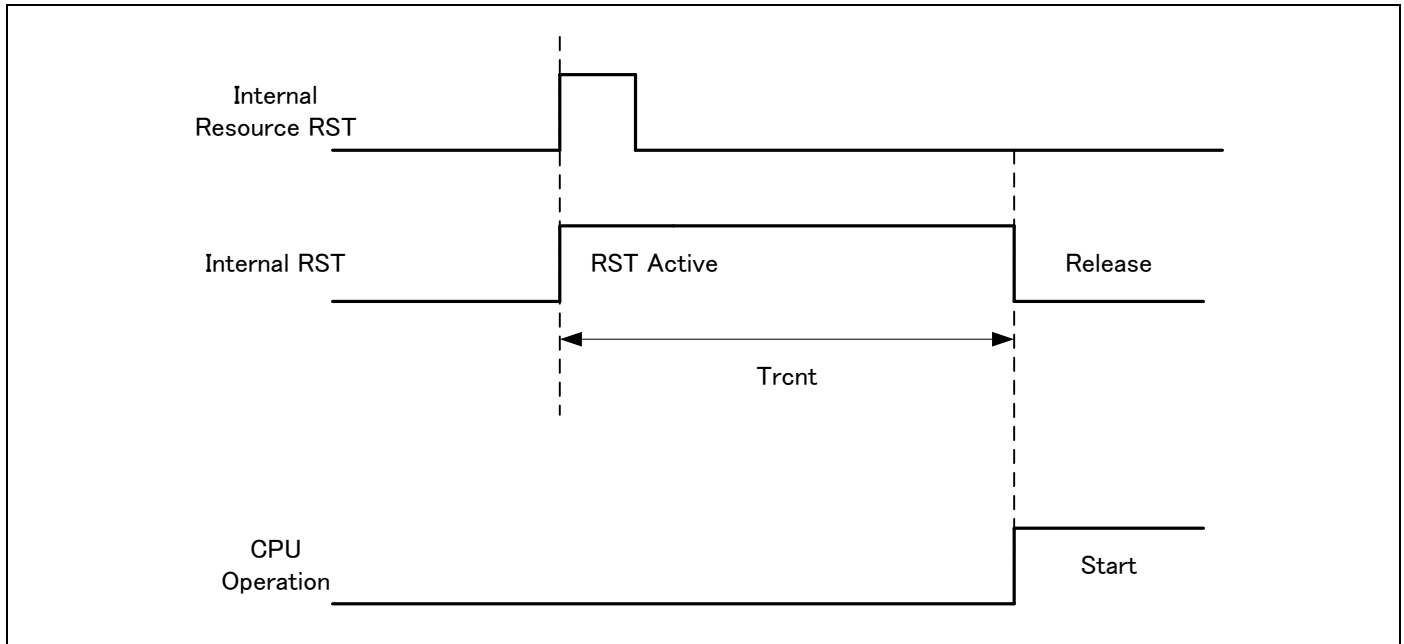 Internal
Resource RST
Internal RST
RST Active
Release
Trcnt
CPU
Operation
Start